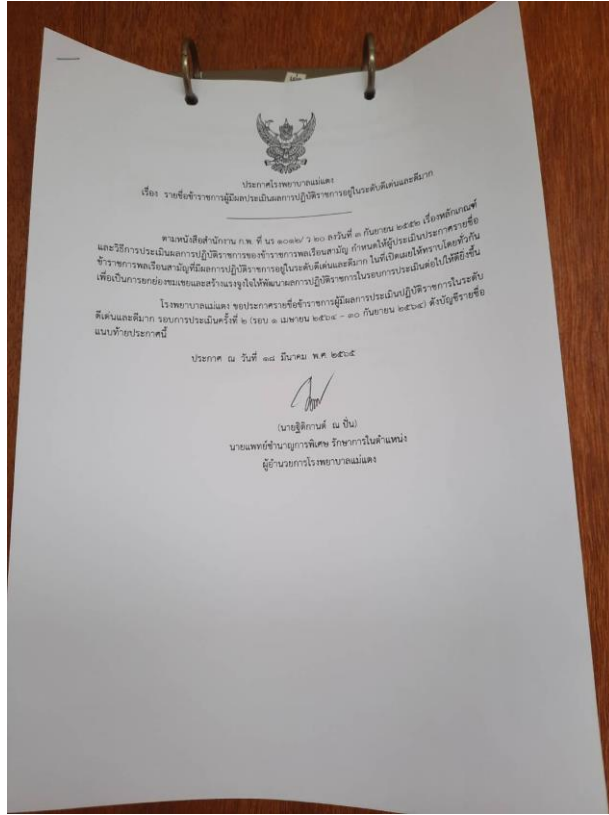 ประกาศโรงพยาบาลแม่แตง
เรื่อง รายชื่อข้าราชการผู้มีผลประเมินผลการปฏิบัติราชการอยู่ในระดับดีเด่นและดีมาก
ตามหนังสือสำนักงาน ก.พ. ที่ นร ๑๐๑๒/ ว ๒๐ ลงวันที่ ๓ กันยายน ๒๕๕๒ เรื่องหลักเกณฑ์
และวิธีการประเมินผลการปฏิบัติราชการของข้าราชการพลเรือนสามัญ กำหนดให้ผู้ประเมินประกาศรายชื่อ
ข้าราชการพลเรือนสามัญที่มีผลการปฏิบัติราชการอยู่ในระดับดีเด่นและดีมาก ในที่เปิดเผยให้ทราบโดยทั่วกัน
เพื่อเป็นการยกย่องชมเชยและสร้างแรงจูงใจให้พัฒนาผลการปฏิบัติราชการในรอบการประเมินต่อไปให้ดียิ่งขึ้น
โรงพยาบาลแม่แตง ขอประกาศรายชื่อข้าราชการผู้มีผลการประเมินปฏิบัติราชการในระดับ
ดีเด่นและดีมาก รอบการประเมินครั้งที่ ๒ (รอบ ๑ เมษายน ๒๕๖๔ – ๓๐ กันยายน ๒๕๖๔) ดังบัญชีรายชื่อ
แนบท้ายประกาศนี้
ประกาศ ณ วันที่ ๑๘ มีนาคม พ.ศ. ๒๕๖๕
(นายฐิติกานต์ ณ ปั่น)
นายแพทย์ชำนาญการพิเศษ รักษาการในตำแหน่ง
ผู้อำนวยการโรงพยาบาลแม่แตง